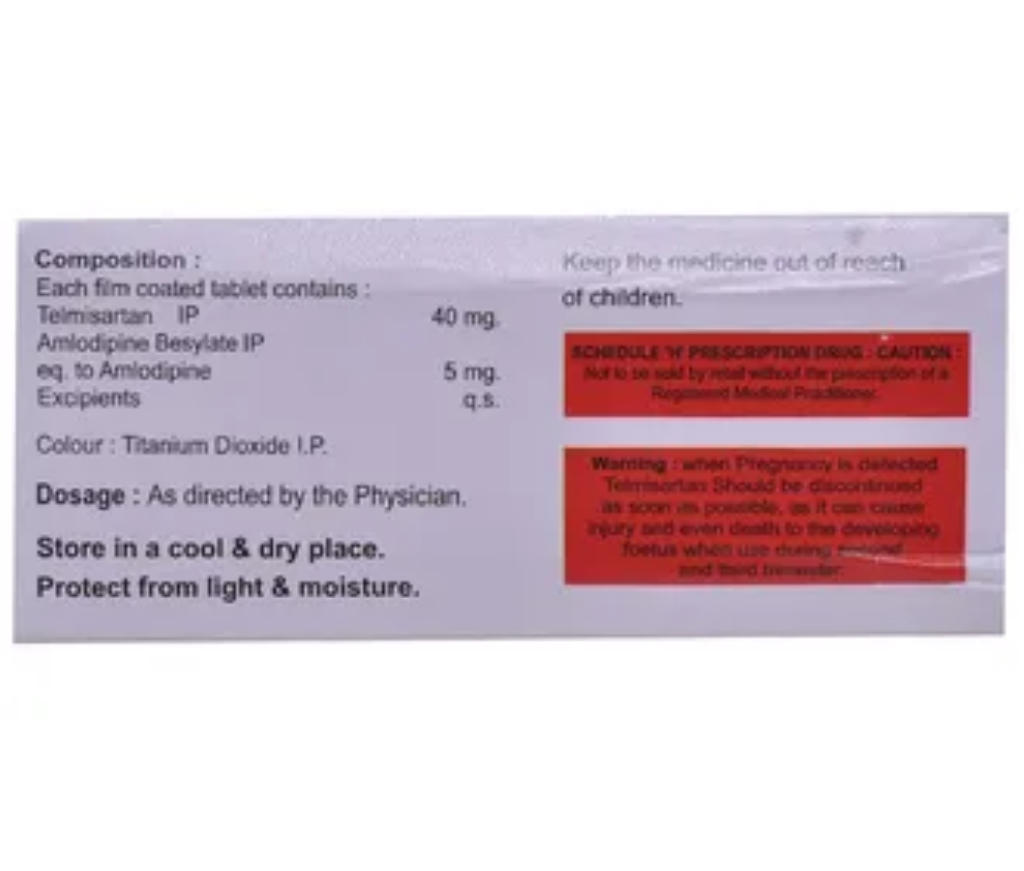 Composition :
Each film coated tablet contains :
Telmisartan IP 40 mg.
Amlodipine Besylate IP
eq. to Amlodipine 5 mg.
Excipients q.s.
Colour : Titanium Dioxide I.P.
Dosage : As directed by the Physician.
Store in a cool & dry place.
Protect from light & moisture.
Keep the medicine out of reach
of children.
SCHEDULE 'H' PRESCRIPTION DRUG : CAUTION :
Not to be sold by retail without the prescription of a
Registered Medical Practitioner.
Warning : when Pregnancy is detected
Telmisartan Should be discontinued
as soon as possible, as it can cause
injury and even death to the developing
foetus when use during second
and third trimester.